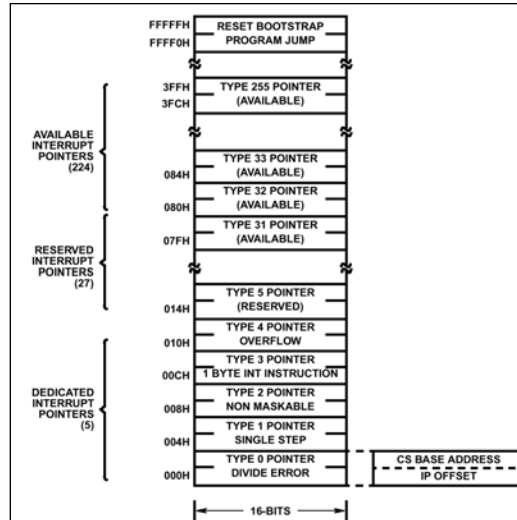 FFFFFH
RESET BOOTSTRAP
FFFF0H
PROGRAM JUMP
3FFH
TYPE 255 POINTER
3FCH
(AVAILABLE)
AVAILABLE
INTERRUPT
POINTERS
(224)
TYPE 33 POINTER
084H
(AVAILABLE)
TYPE 32 POINTER
080H
(AVAILABLE)
07FH
TYPE 31 POINTER
(AVAILABLE)
RESERVED
INTERRUPT
POINTERS
(27)
TYPE 5 POINTER
014H
(RESERVED)
TYPE 4 POINTER
010H
OVERFLOW
TYPE 3 POINTER
00CH
1 BYTE INT INSTRUCTION
DEDICATED
INTERRUPT
POINTERS
(5)
TYPE 2 POINTER
008H
NON MASKABLE
TYPE 1 POINTER
004H
SINGLE STEP
TYPE 0 POINTER
000H
DIVIDE ERROR
CS BASE ADDRESS
IP OFFSET
16-BITS